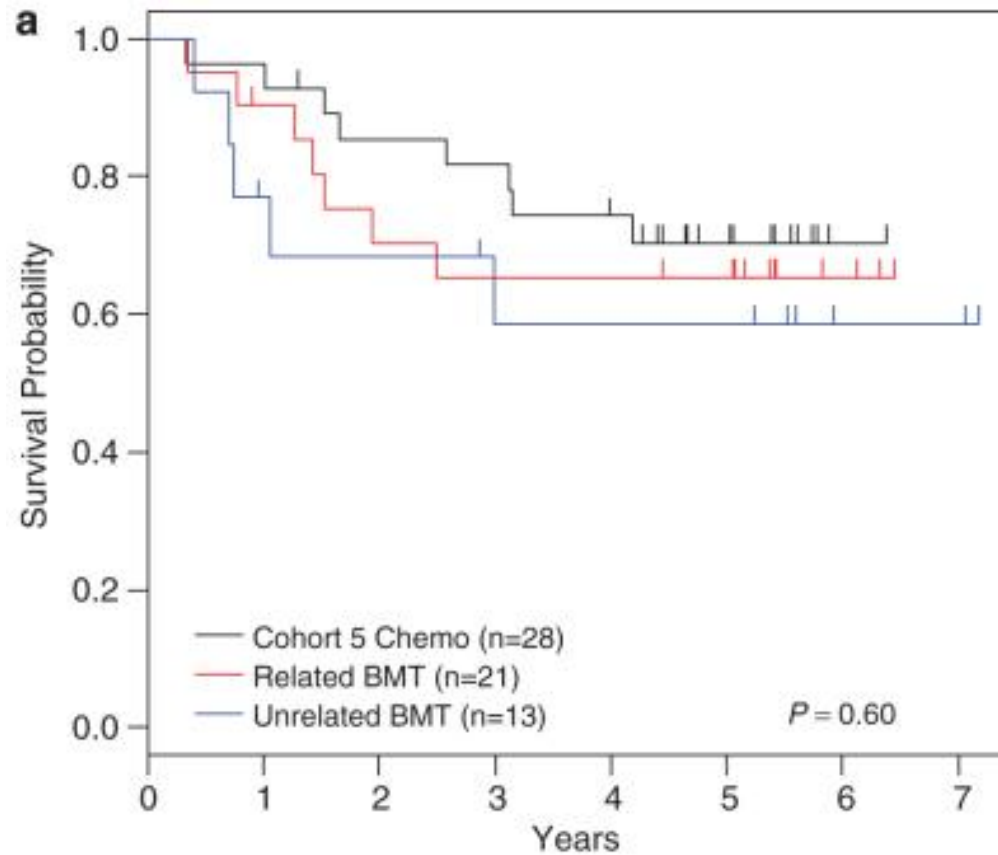 a
Survival Probability
1.0
0.8
0.6
0.4
0.2
0.0
Cohort 5 Chemo (n=28)
Related BMT (n=21)
Unrelated BMT (n=13)
P = 0.60
0 1 2 3 4 5 6 7
Years